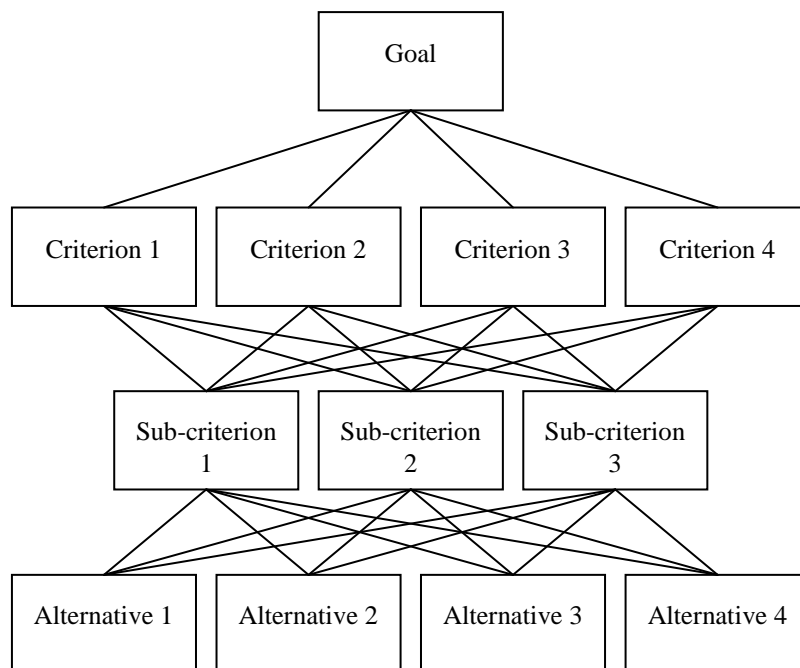 Goal
Criterion 1
Criterion 2
Criterion 3
Criterion 4
Sub-criterion
1
Sub-criterion
2
Sub-criterion
3
Alternative 1
Alternative 2
Alternative 3
Alternative 4